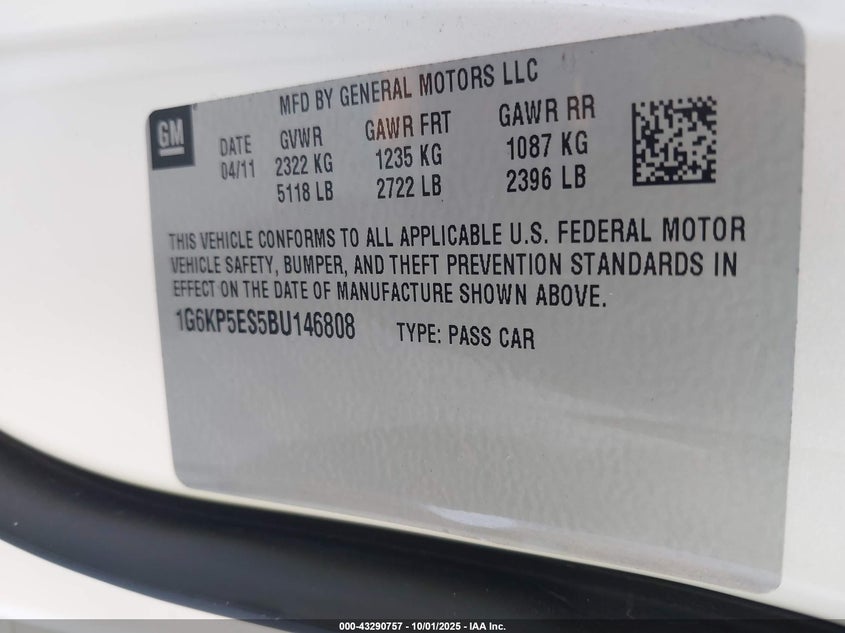 MFD BY GENERAL MOTORS LLC
GM
DATE GVWR GAWR FRT GAWR RR
04/11 2322 KG 1235 KG 1087 KG
5118 LB 2722 LB 2396 LB
THIS VEHICLE CONFORMS TO ALL APPLICABLE U.S. FEDERAL MOTOR
VEHICLE SAFETY, BUMPER, AND THEFT PREVENTION STANDARDS IN
EFFECT ON THE DATE OF MANUFACTURE SHOWN ABOVE.
1G6KP5ES5BU146808 TYPE: PASS CAR
000-43290757 - 10/01/2025 - IAA Inc.